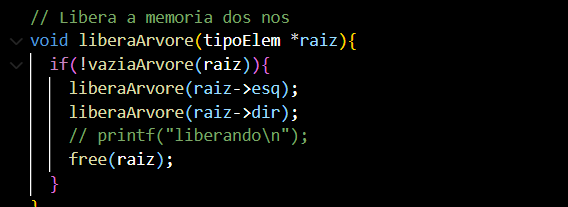 // Libera a memoria dos nos
void liberaArvore(tipoElem *raiz){
if(!vaziaArvore(raiz)){
liberaArvore(raiz->esq);
liberaArvore(raiz->dir);
// printf("liberando\n");
free(raiz);
}
}